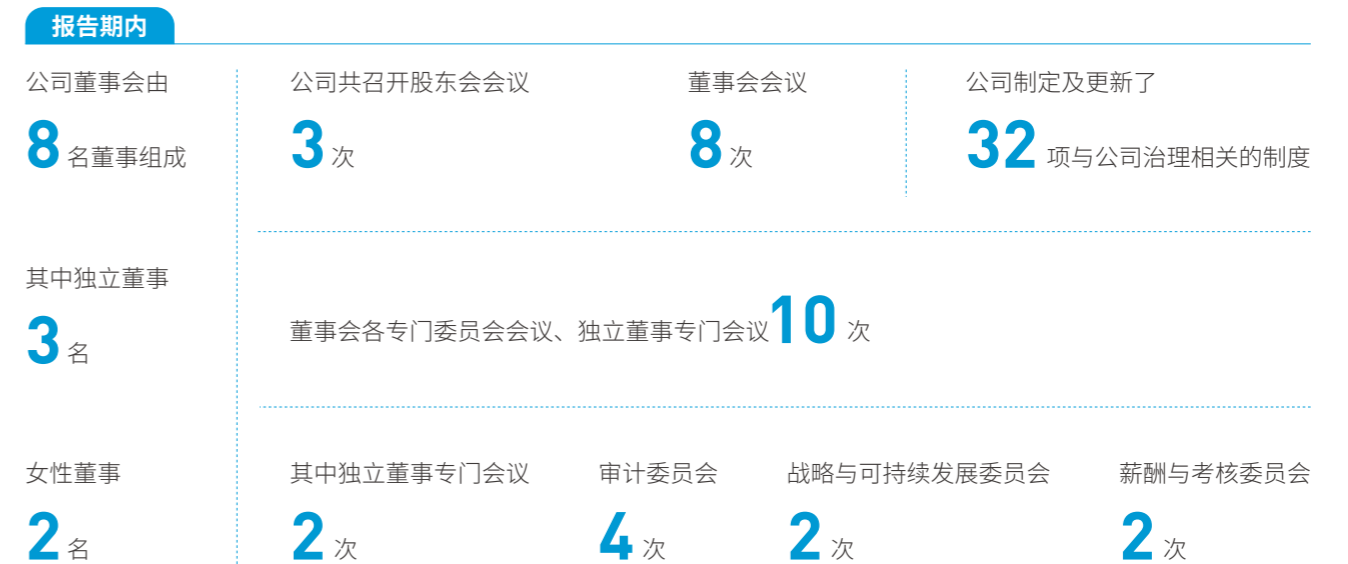 报告期内
公司董事会由
8 名董事组成
公司共召开股东会会议
3 次
董事会会议
8 次
公司制定及更新了
32 项与公司治理相关的制度
其中独立董事
3 名
董事会各专门委员会会议、独立董事专门会议10 次
女性董事
2 名
其中独立董事专门会议
2 次
审计委员会
4 次
战略与可持续发展委员会
2 次
薪酬与考核委员会
2 次